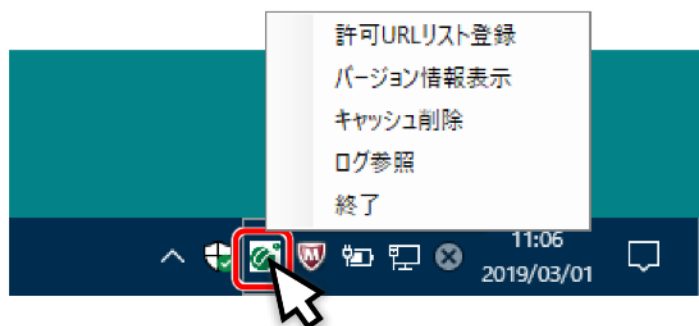 許可URLリスト登録
バージョン情報表示
キャッシュ削除
ログ参照
終了
11:06
2019/03/01